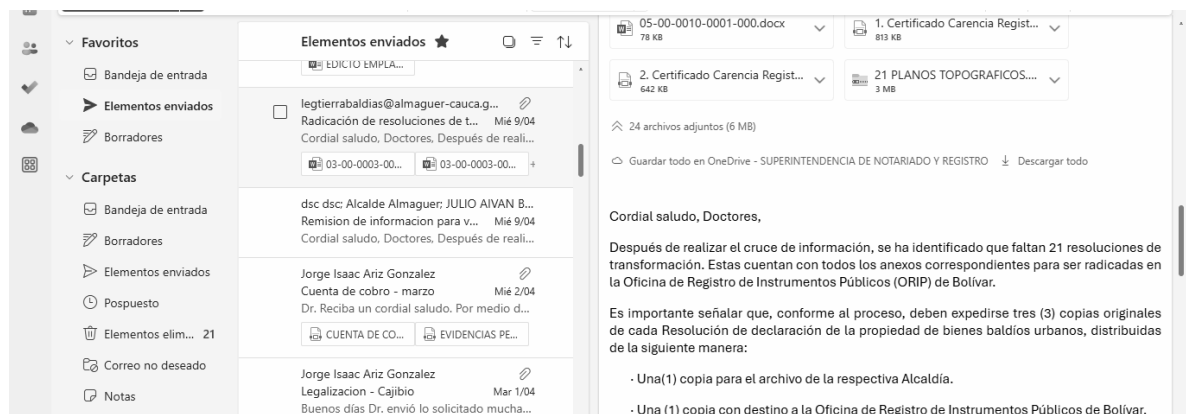 Favoritos
Bandeja de entrada
Elementos enviados
Borradores
Carpetas
Bandeja de entrada
Borradores
Elementos enviados
Pospuesto
Elementos elim... 21
Correo no deseado
Notas
Elementos enviados
EDICTO EMPLA...
legtierrabaldias@almaguer-cauca.g...
Radicación de resoluciones de t... Mié 9/04
Cordial saludo, Doctores, Después de reali...
03-00-0003-00... 03-00-0003-00... +
dsc dsc; Alcalde Almaguer; JULIO AIVAN B...
Remision de informacion para v... Mié 9/04
Cordial saludo, Doctores, Después de reali...
Jorge Isaac Ariz Gonzalez
Cuenta de cobro - marzo Mié 2/04
Dr. Reciba un cordial saludo. Por medio d...
CUENTA DE CO... EVIDENCIAS PE...
Jorge Isaac Ariz Gonzalez
Legalizacion - Cajibio Mar 1/04
Buenos días Dr. envió lo solicitado mucha...
05-00-0010-0001-000.docx
78 KB
1. Certificado Carencia Regist...
813 KB
2. Certificado Carencia Regist...
642 KB
21 PLANOS TOPOGRAFICOS....
3 MB
24 archivos adjuntos (6 MB)
Guardar todo en OneDrive - SUPERINTENDENCIA DE NOTARIADO Y REGISTRO Descargar todo
Cordial saludo, Doctores,
Después de realizar el cruce de información, se ha identificado que faltan 21 resoluciones de
transformación. Estas cuentan con todos los anexos correspondientes para ser radicadas en
la Oficina de Registro de Instrumentos Públicos (ORIP) de Bolívar.
Es importante señalar que, conforme al proceso, deben expedirse tres (3) copias originales
de cada Resolución de declaración de la propiedad de bienes baldíos urbanos, distribuidas
de la siguiente manera:
· Una(1) copia para el archivo de la respectiva Alcaldía.
· Una (1) copia con destino a la Oficina de Registro de Instrumentos Públicos de Bolívar.